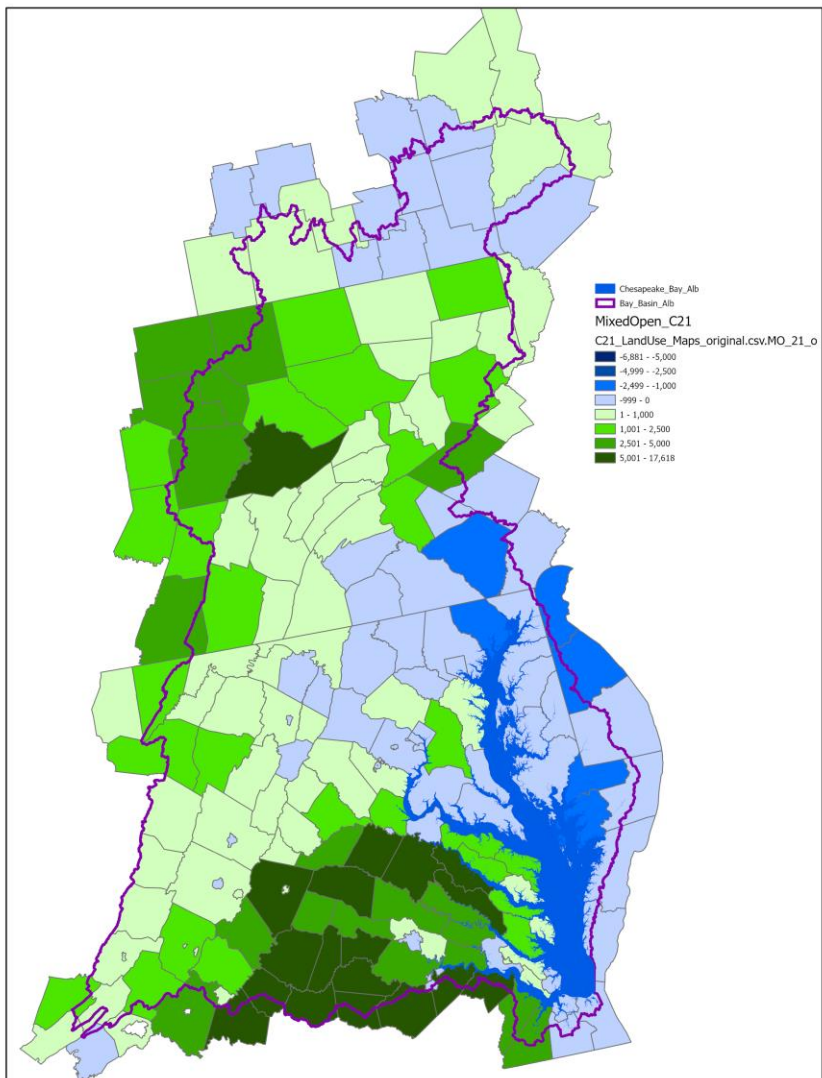 Chesapeake_Bay_Alb
Bay_Basin_Alb
MixedOpen_C21
C21_LandUse_Maps_original.csv.MO_21_o
-6,881 - -5,000
-4,999 - -2,500
-2,499 - -1,000
-999 - 0
1 - 1,000
1,001 - 2,500
2,501 - 5,000
5,001 - 17,618